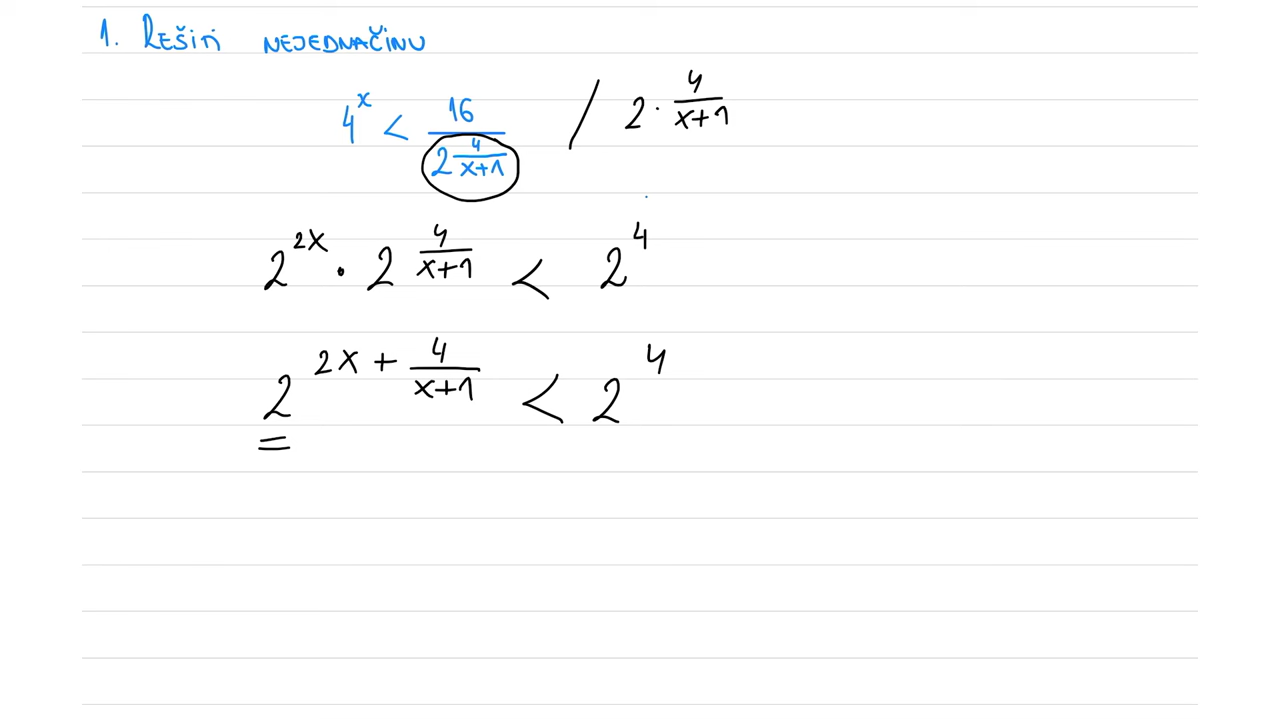 1. Rešiti nejednačinu
4^x < 16 / 2^(4/(x+1)) / 2 · 4/(x+1)
2^(2x) · 2^(4/(x+1)) < 2^4
2^(2x + 4/(x+1)) < 2^4